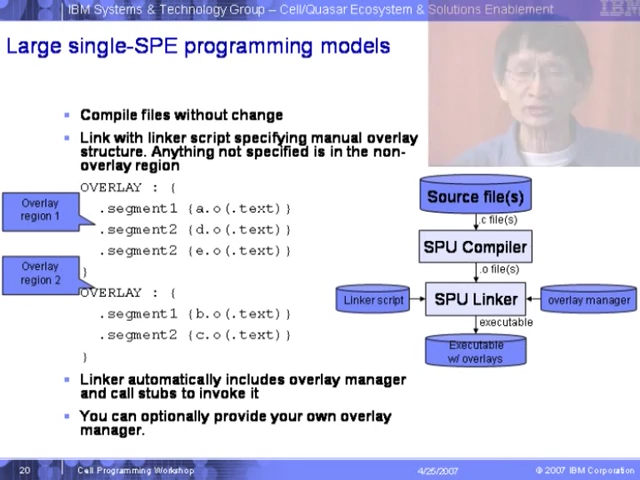 IBM Systems & Technology Group – Cell/Quasar Ecosystem & Solutions Enablement
IBM
Large single-SPE programming models
Compile files without change
Link with linker script specifying manual overlay
structure. Anything not specified is in the non-
overlay region
OVERLAY : {
.segment1 {a.o(.text)}
.segment2 {d.o(.text)}
.segment2 {e.o(.text)}
}
OVERLAY : {
.segment1 {b.o(.text)}
.segment2 {c.o(.text)}
}
Overlay
region 1
Overlay
region 2
Linker automatically includes overlay manager
and call stubs to invoke it
You can optionally provide your own overlay
manager.
Source file(s)
.c file(s)
SPU Compiler
.o file(s)
Linker script
SPU Linker
overlay manager
executable
Executable
w/ overlays
20
Cell Programming Workshop
4/25/2007
© 2007 IBM Corporation